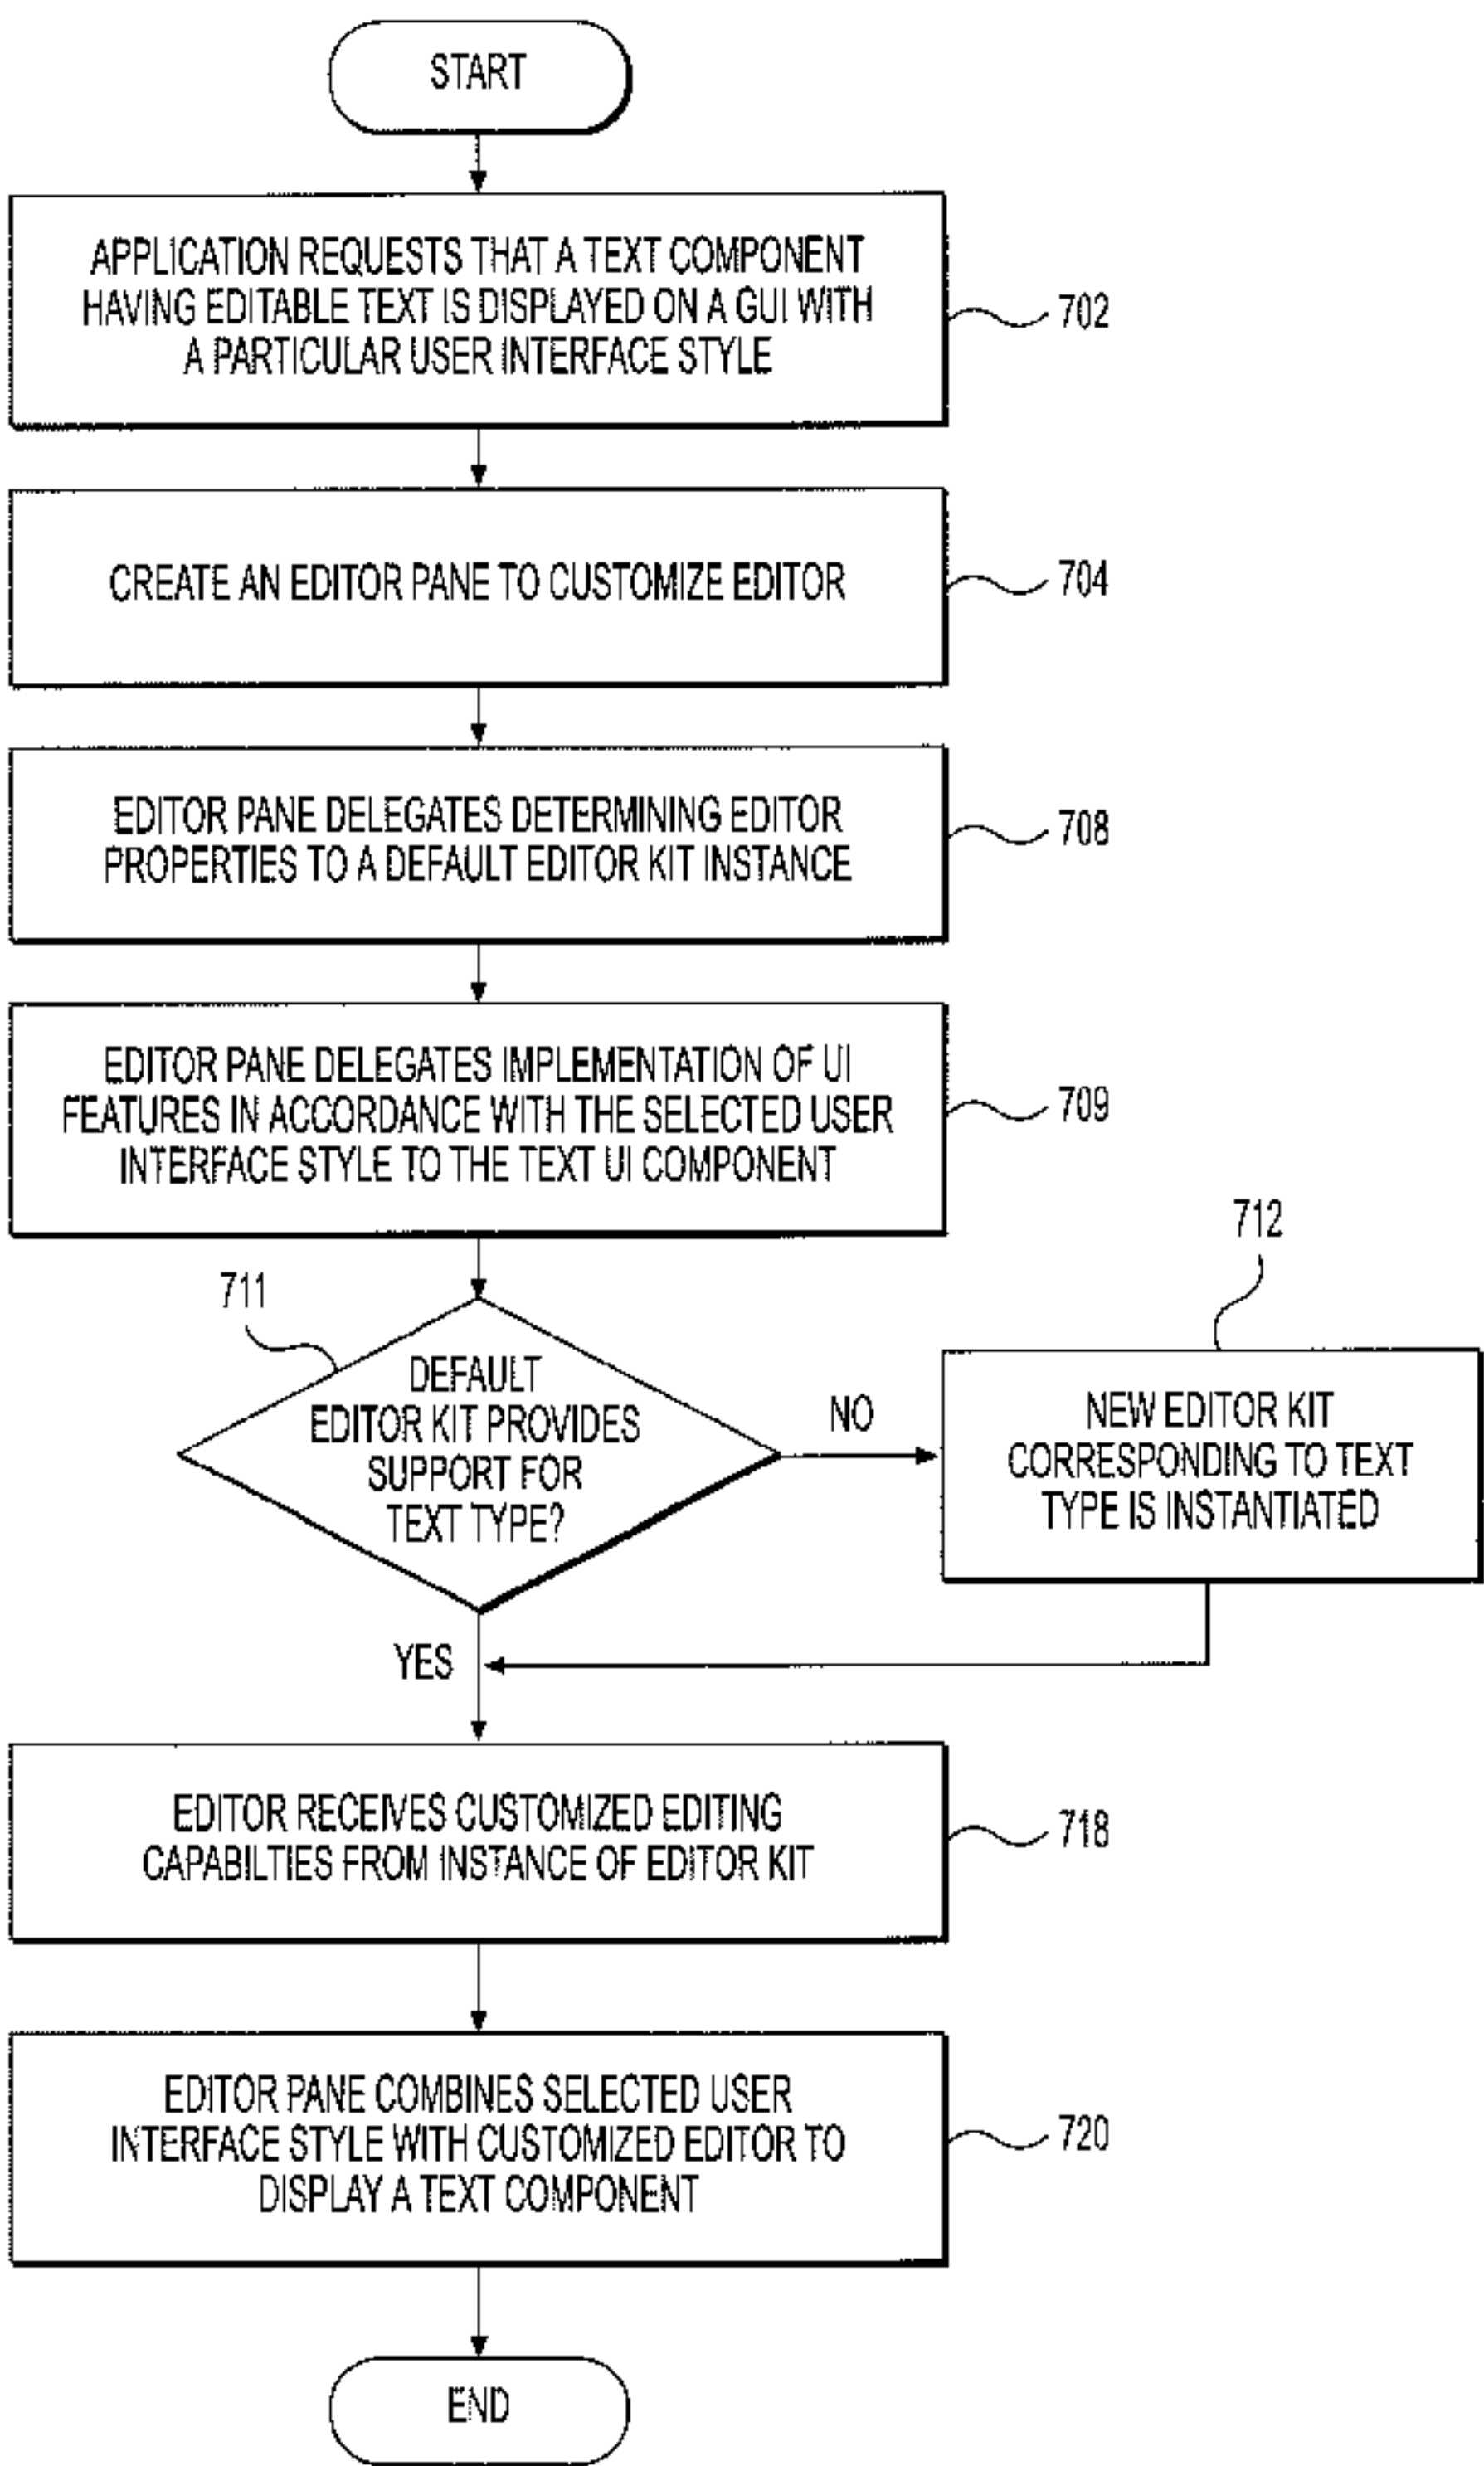 START
APPLICATION REQUESTS THAT A TEXT COMPONENT
HAVING EDITABLE TEXT IS DISPLAYED ON A GUI WITH
A PARTICULAR USER INTERFACE STYLE
702
CREATE AN EDITOR PANE TO CUSTOMIZE EDITOR
704
EDITOR PANE DELEGATES DETERMINING EDITOR
PROPERTIES TO A DEFAULT EDITOR KIT INSTANCE
708
EDITOR PANE DELEGATES IMPLEMENTATION OF UI
FEATURES IN ACCORDANCE WITH THE SELECTED USER
INTERFACE STYLE TO THE TEXT UI COMPONENT
709
711
DEFAULT
EDITOR KIT PROVIDES
SUPPORT FOR
TEXT TYPE?
NO
712
NEW EDITOR KIT
CORRESPONDING TO TEXT
TYPE IS INSTANTIATED
YES
EDITOR RECEIVES CUSTOMIZED EDITING
CAPABILTIES FROM INSTANCE OF EDITOR KIT
718
EDITOR PANE COMBINES SELECTED USER
INTERFACE STYLE WITH CUSTOMIZED EDITOR TO
DISPLAY A TEXT COMPONENT
720
END